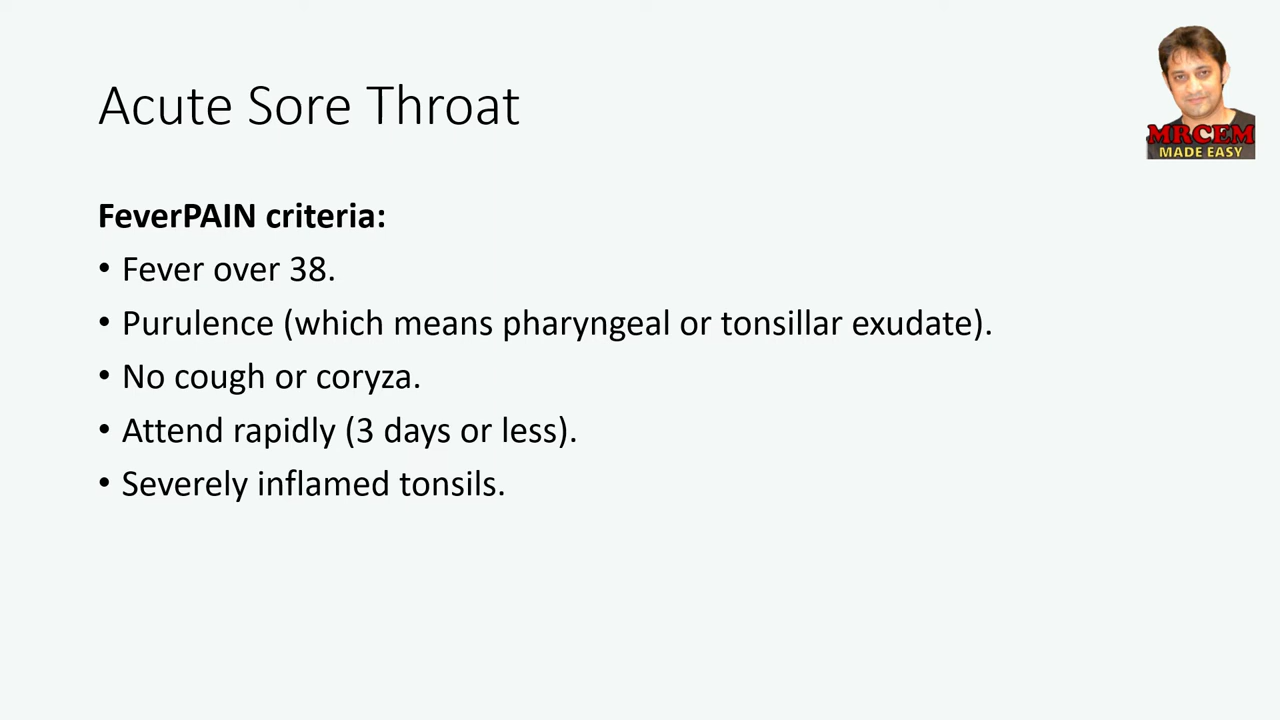 Acute Sore Throat
MRCEM
MADE EASY
FeverPAIN criteria:
• Fever over 38.
• Purulence (which means pharyngeal or tonsillar exudate).
• No cough or coryza.
• Attend rapidly (3 days or less).
• Severely inflamed tonsils.